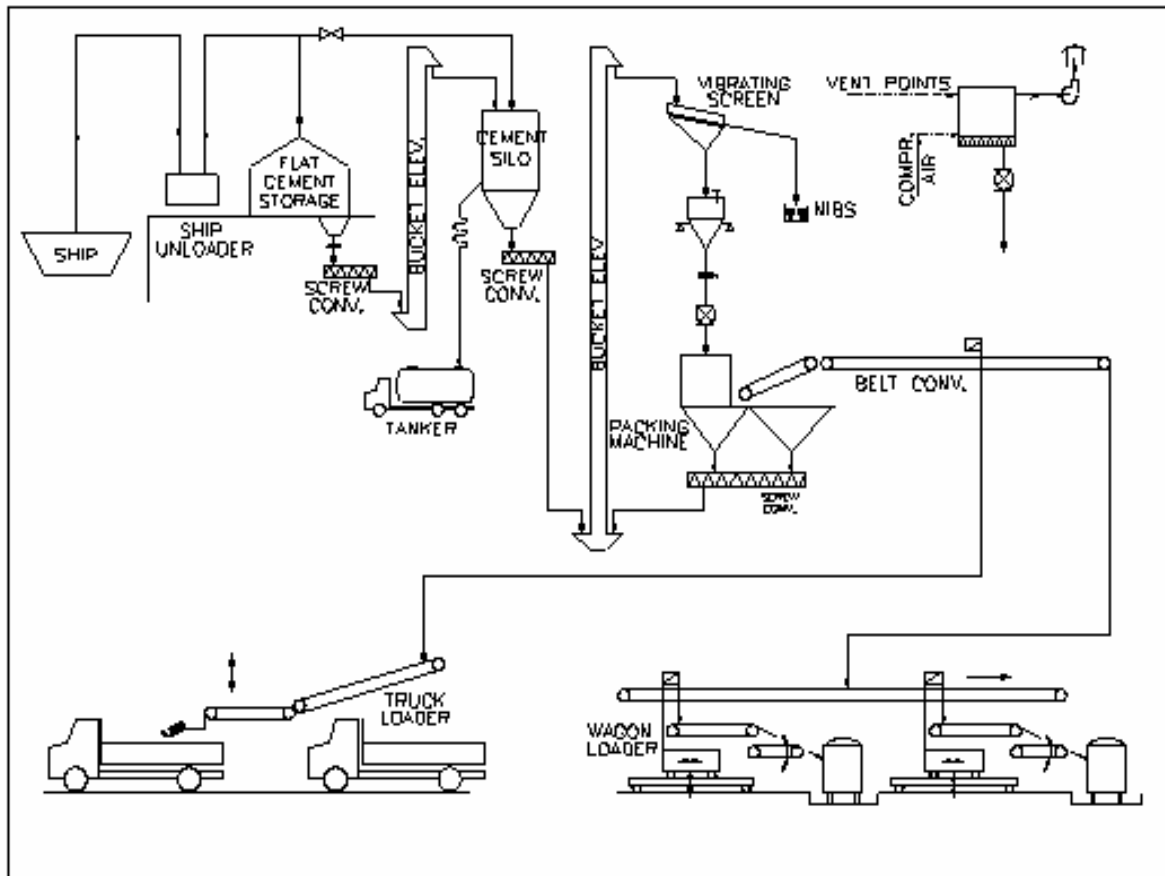 VIBRATING
SCREEN
VENT POINTS
COMPR.
AIR
FLAT
CEMENT
STORAGE
BUCKET ELEV.
CEMENT
SILO
NIBS
SHIP
SHIP
UNLOADER
SCREW
CONV.
SCREW
CONV.
BUCKET ELEV.
BELT CONV.
TANKER
PACKING
MACHINE
SCREW
CONV.
TRUCK
LOADER
WAGON
LOADER